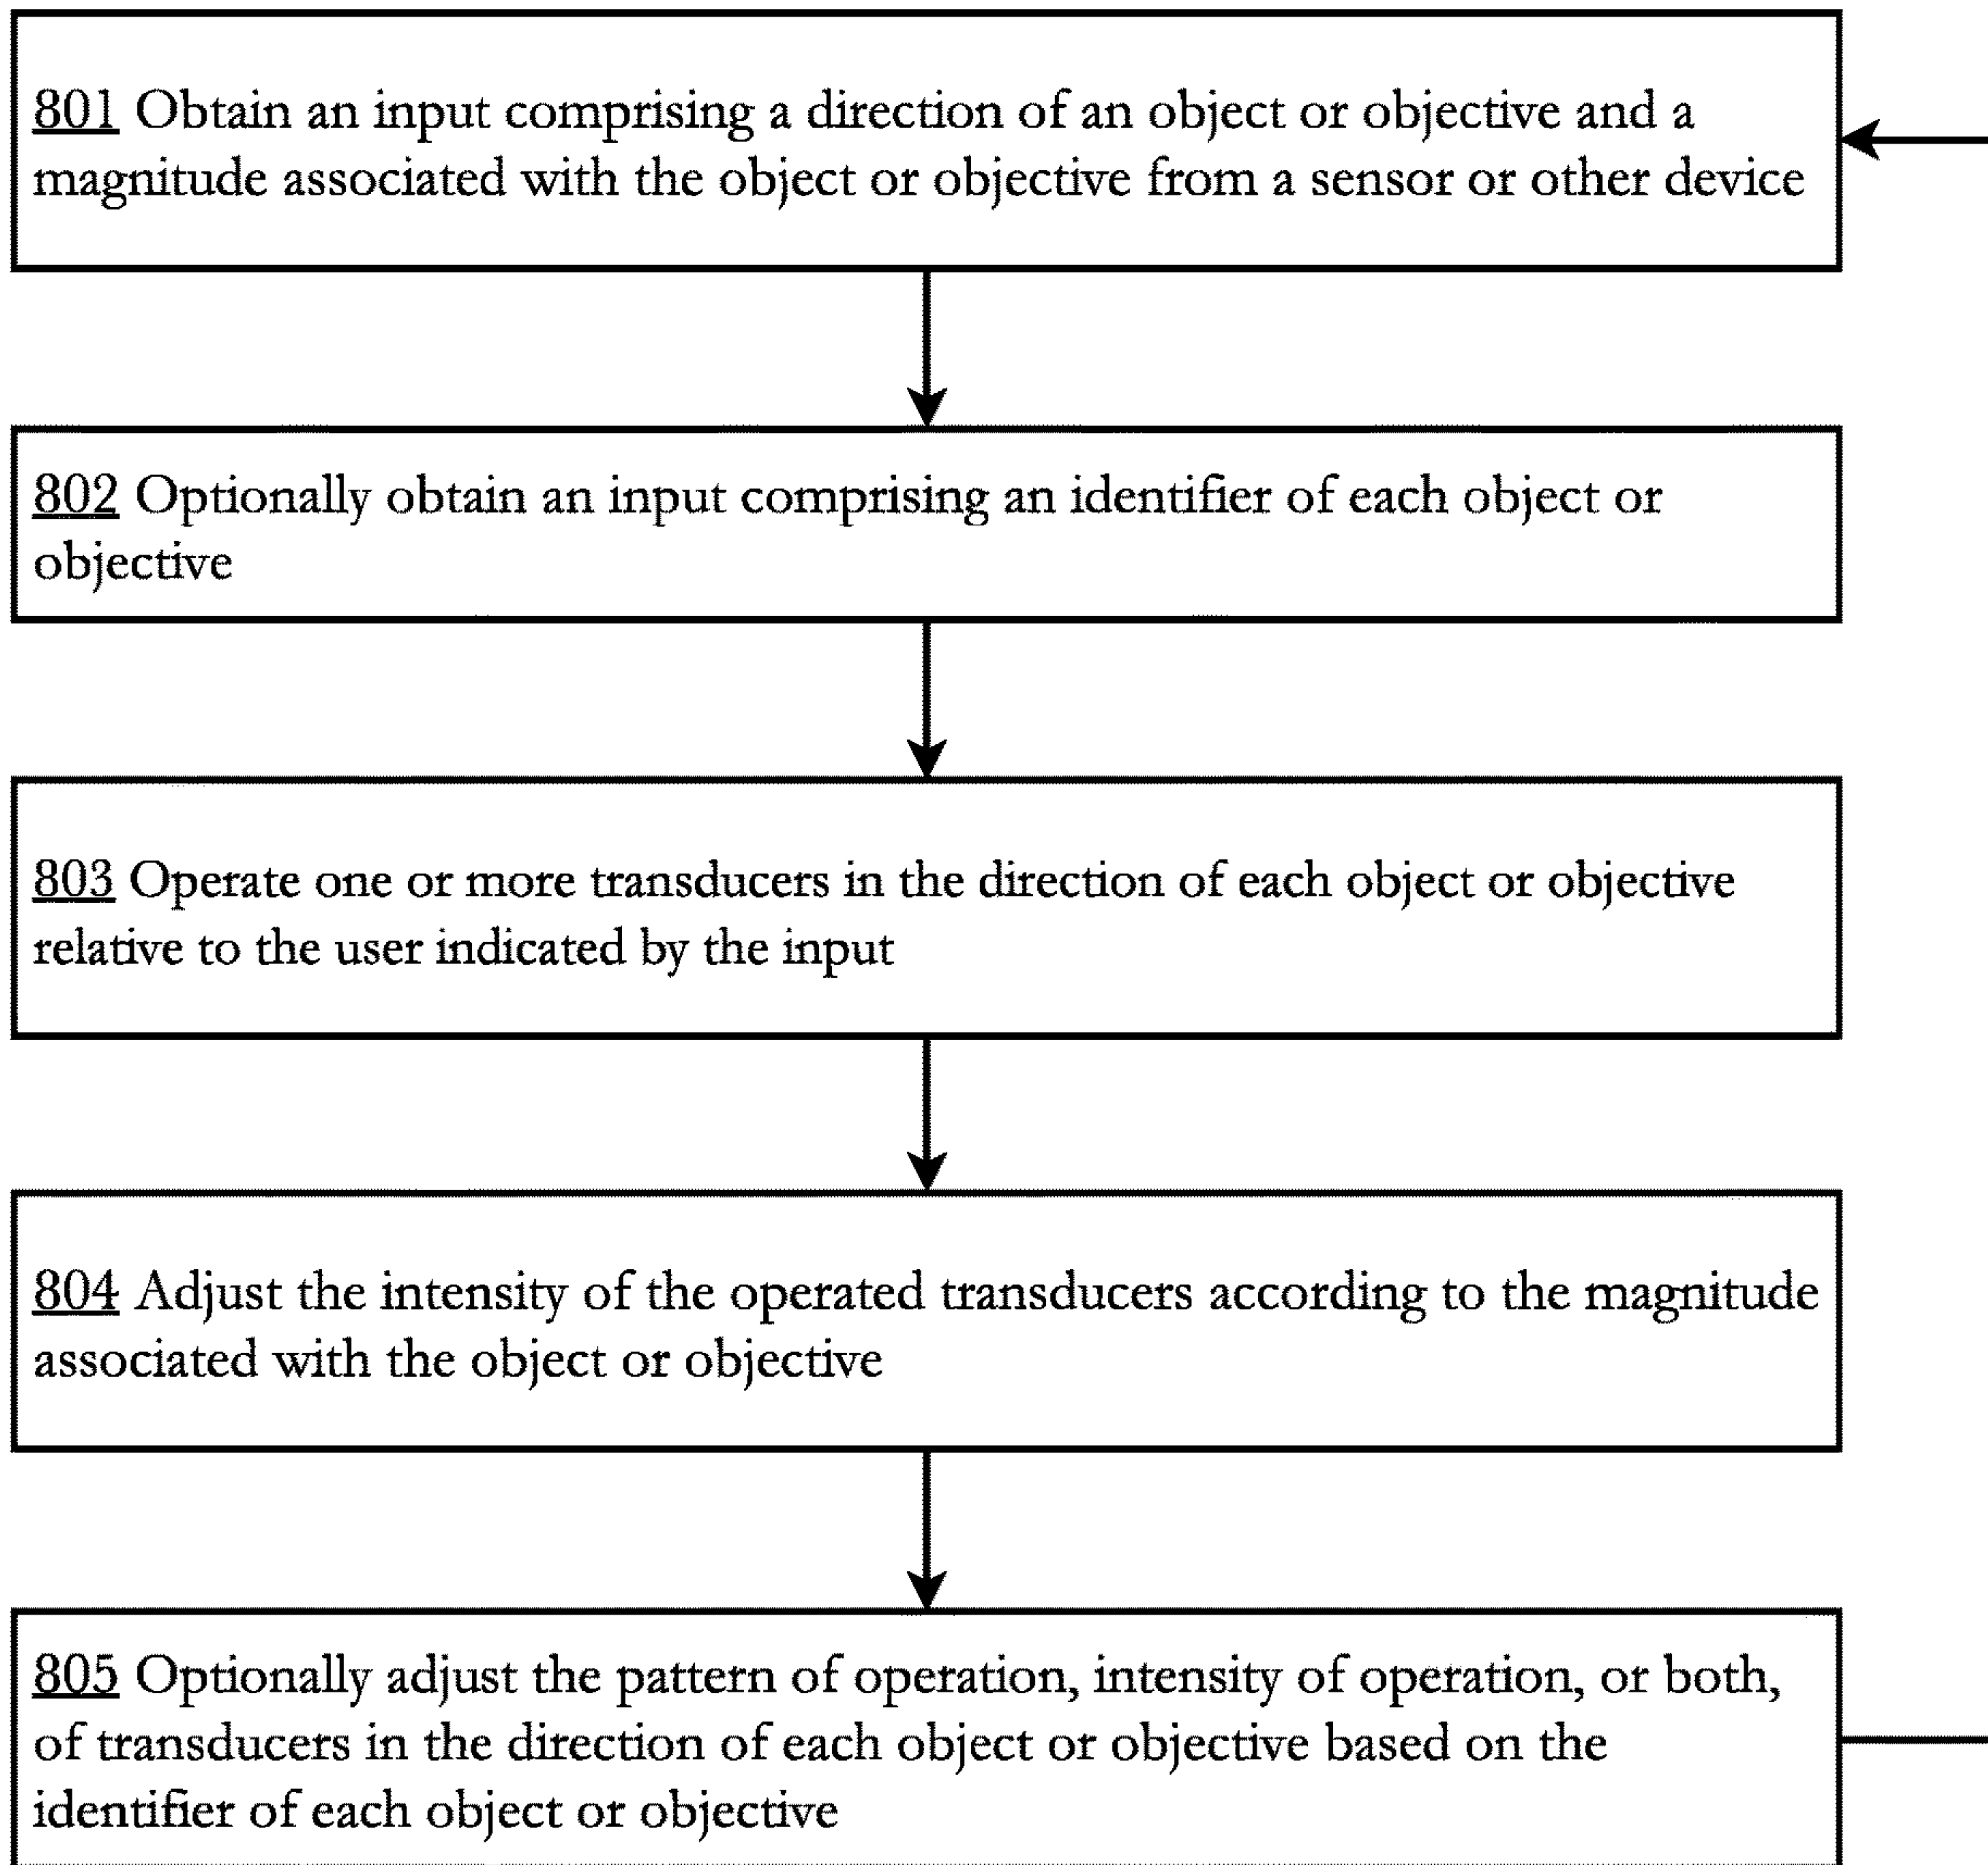 801 Obtain an input comprising a direction of an object or objective and a
magnitude associated with the object or objective from a sensor or other device
802 Optionally obtain an input comprising an identifier of each object or
objective
803 Operate one or more transducers in the direction of each object or objective
relative to the user indicated by the input
804 Adjust the intensity of the operated transducers according to the magnitude
associated with the object or objective
805 Optionally adjust the pattern of operation, intensity of operation, or both,
of transducers in the direction of each object or objective based on the
identifier of each object or objective